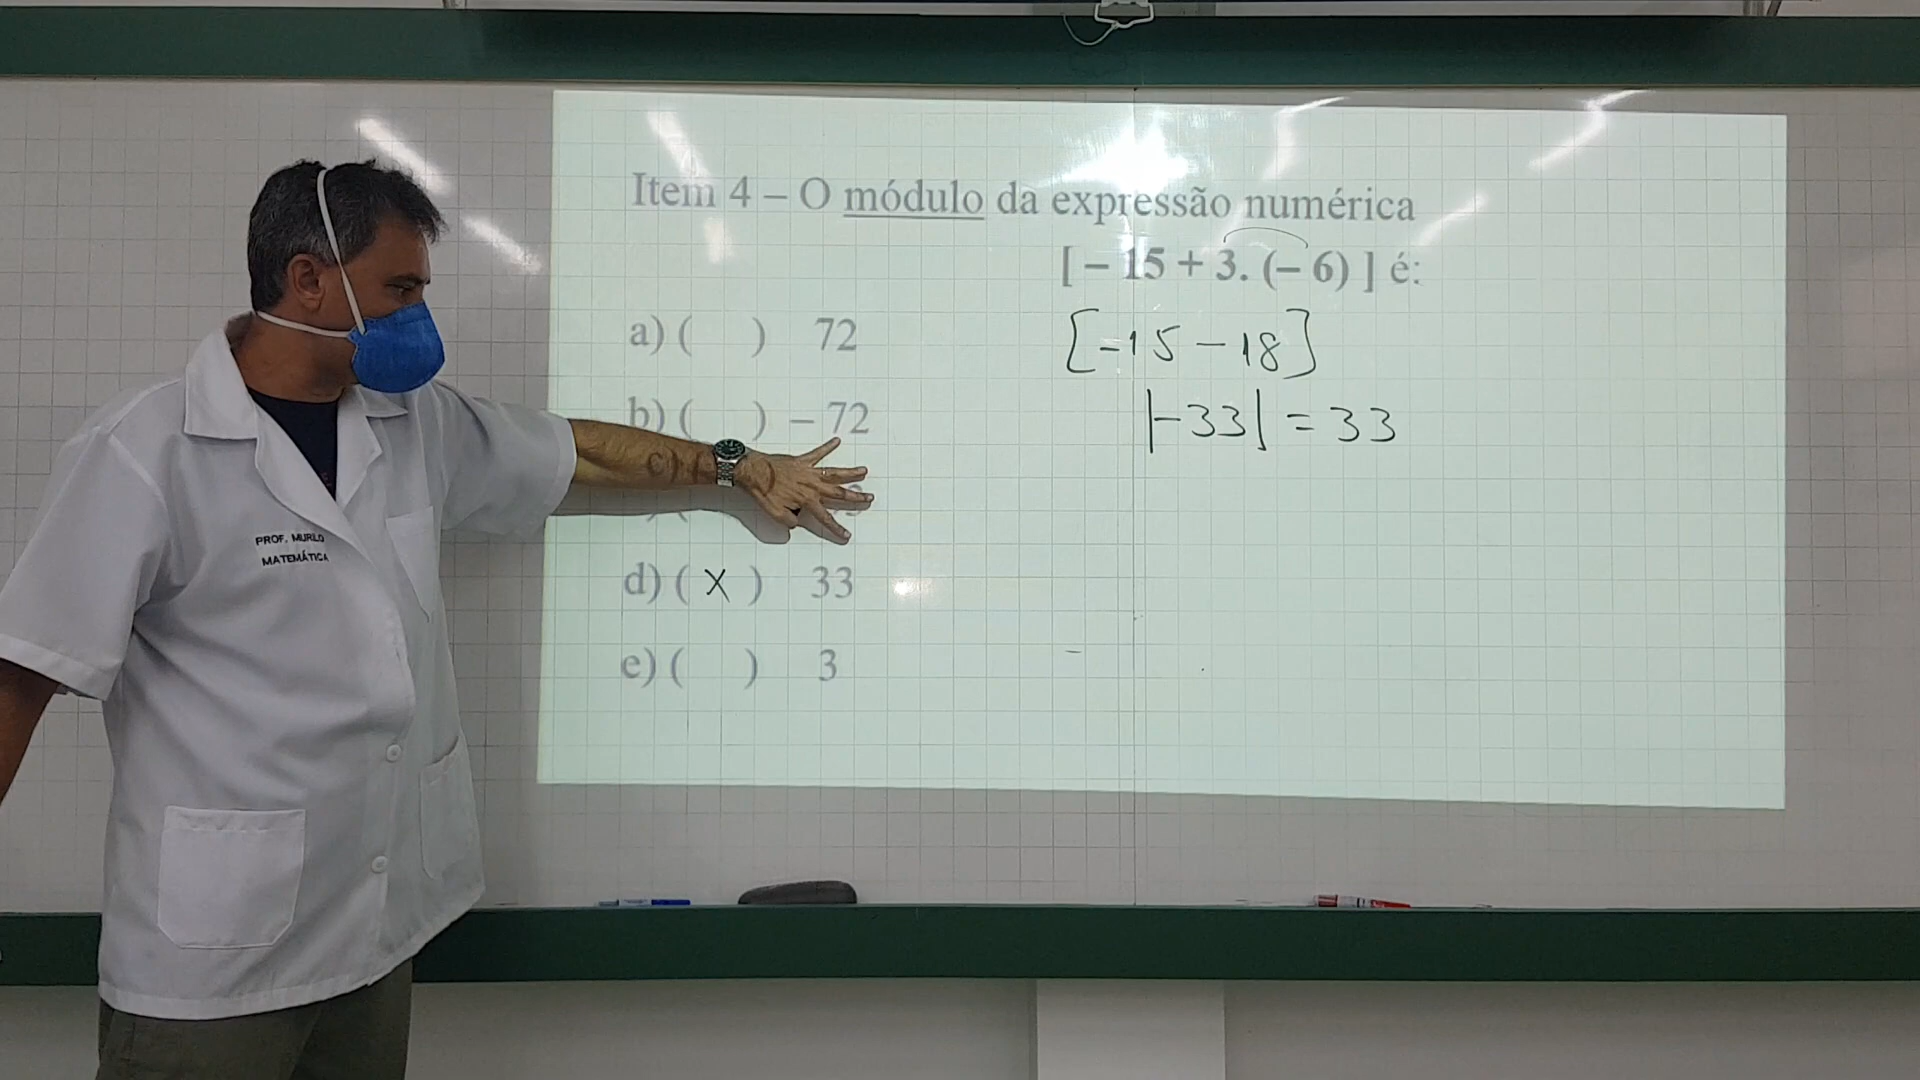 Item 4 – O módulo da expressão numérica
[ – 15 + 3. (– 6) ] é:
a) ( ) 72
[-15-18]
b) ( ) – 72
|-33| = 33
c) (
d) ( X ) 33
e) ( ) 3
PROF. MURILO
MATEMÁTICA